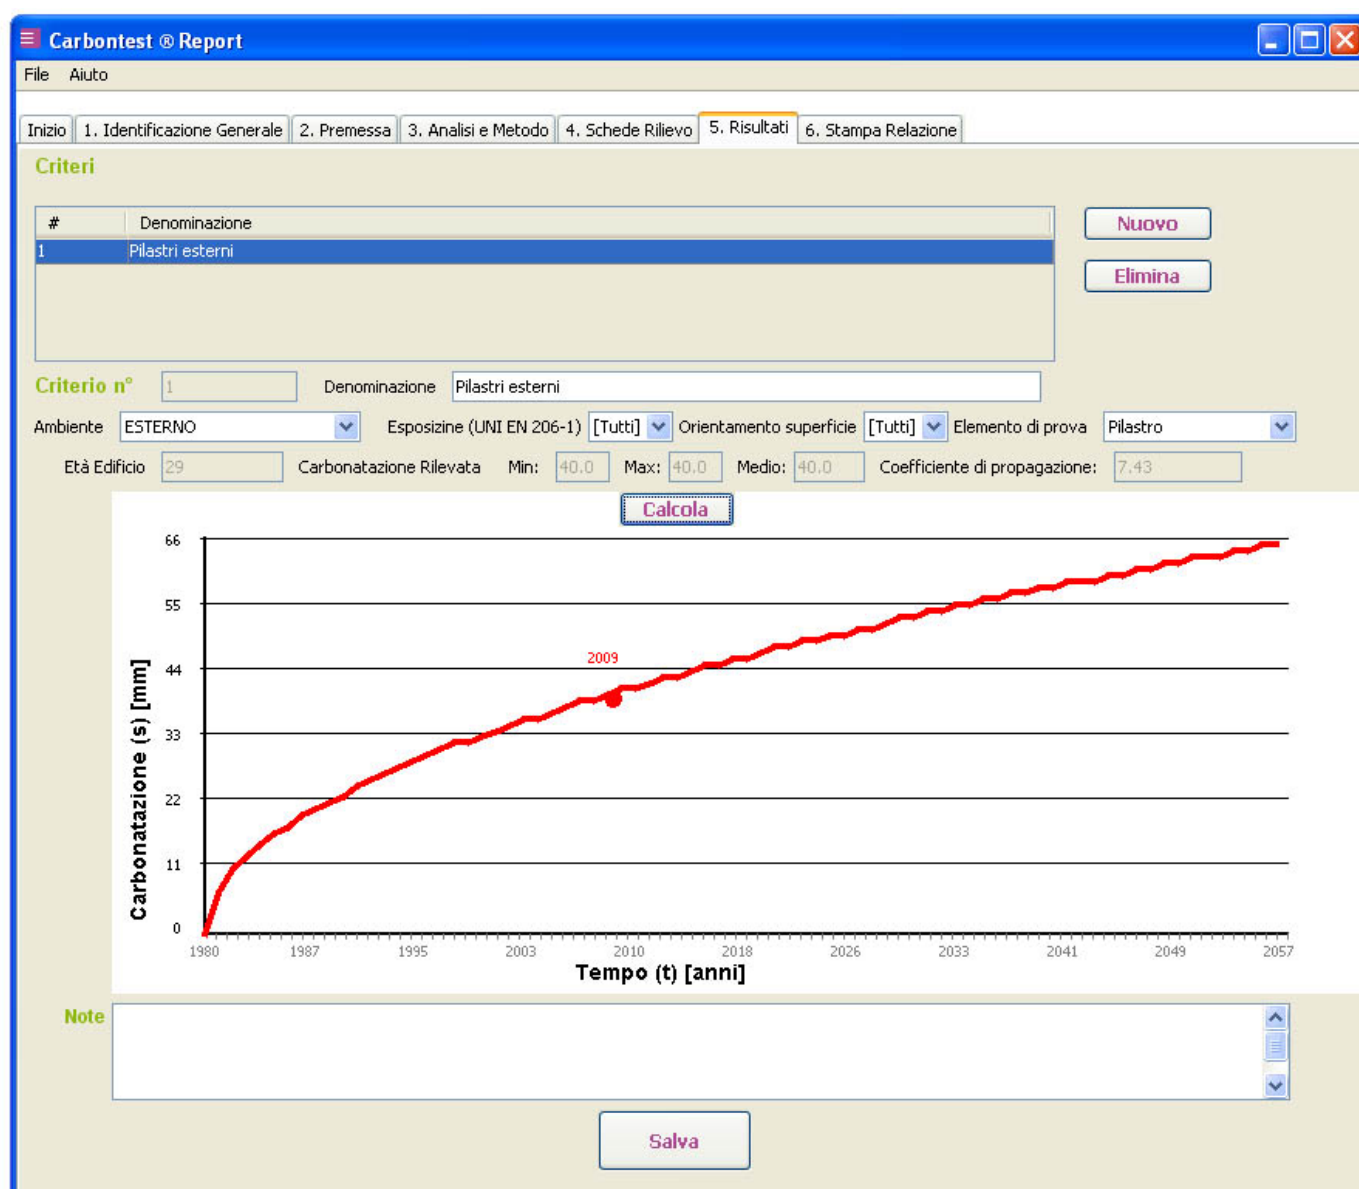 Carbontest ® Report
File Aiuto
Inizio 1. Identificazione Generale 2. Premessa 3. Analisi e Metodo 4. Schede Rilievo 5. Risultati 6. Stampa Relazione
Criteri
# Denominazione
1 Pilastri esterni
Nuovo
Elimina
Criterio n° 1 Denominazione Pilastri esterni
Ambiente ESTERNO Esposizine (UNI EN 206-1) [Tutti] Orientamento superficie [Tutti] Elemento di prova Pilastro
Età Edificio 29 Carbonatazione Rilevata Min: 40.0 Max: 40.0 Medio: 40.0 Coefficiente di propagazione: 7.43
Calcola
66
55
2009
44
33
22
11
0
Carbonatazione (s) [mm]
1980 1987 1995 2003 2010 2018 2026 2033 2041 2049 2057
Tempo (t) [anni]
Note
Salva